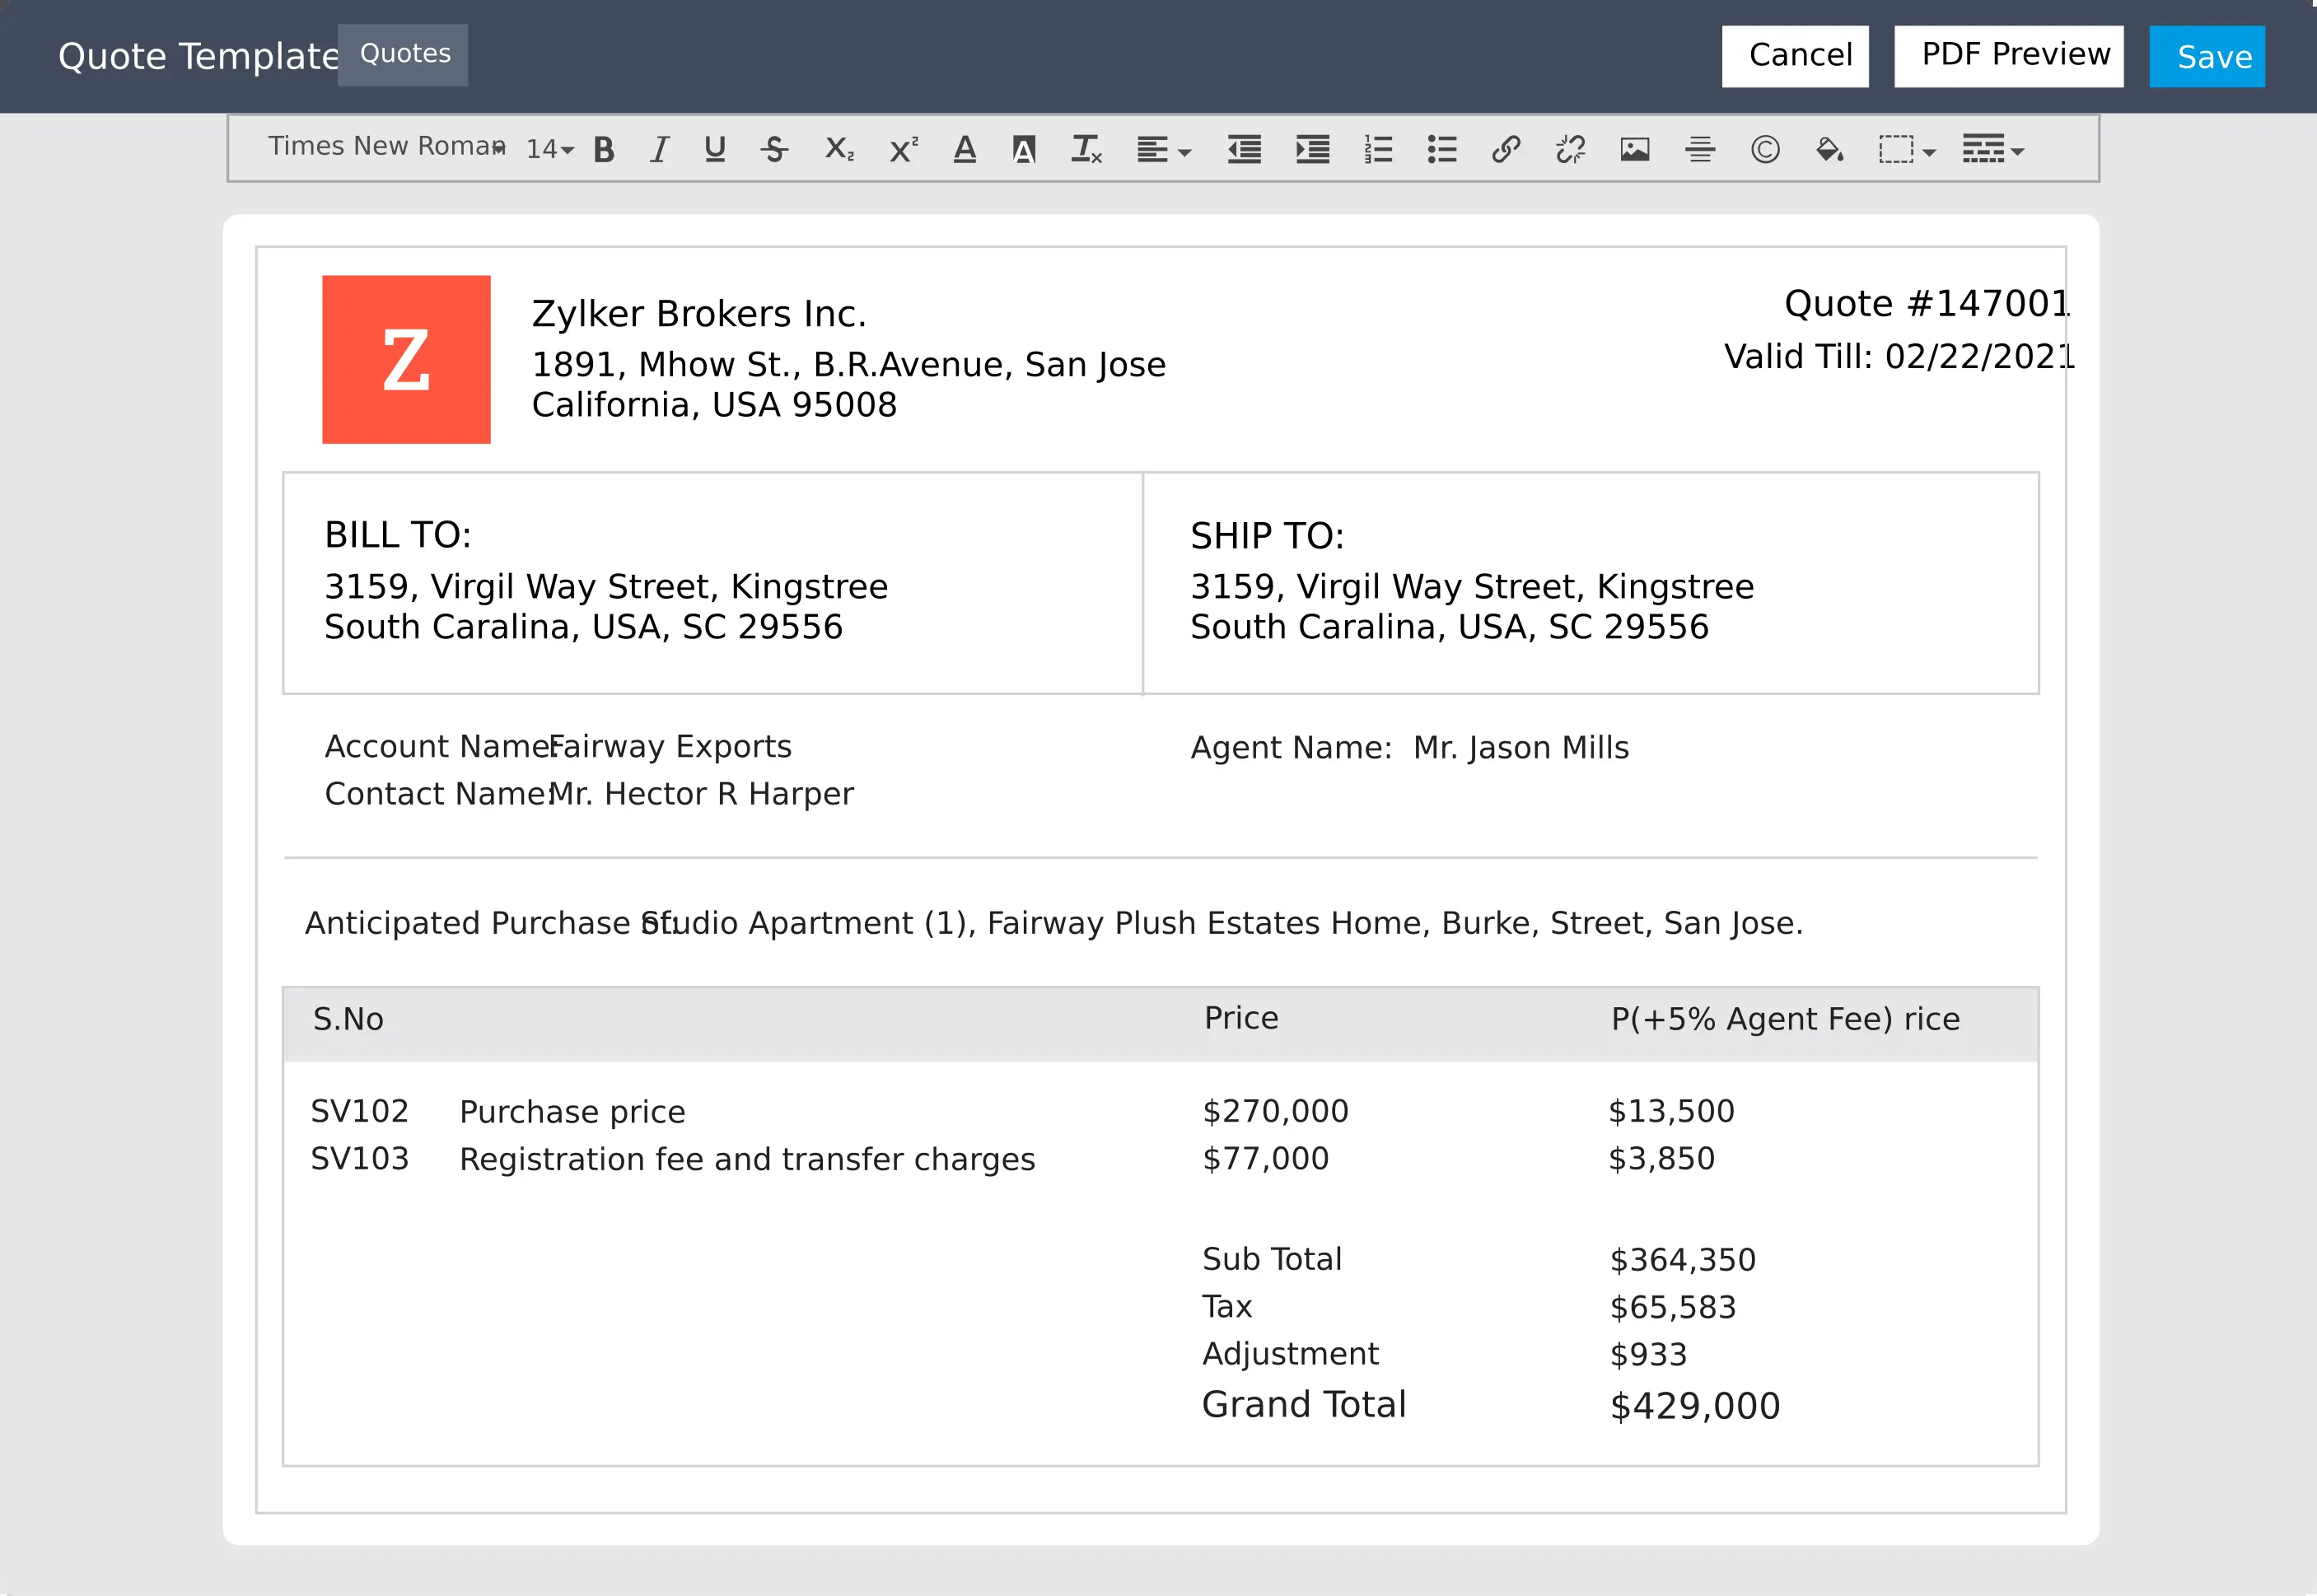 Quote Template Quotes Cancel PDF Preview Save
Times New Roman 14
Z
Zylker Brokers Inc.
1891, Mhow St., B.R.Avenue, San Jose
California, USA 95008
Quote #147001
Valid Till: 02/22/2021
BILL TO:
3159, Virgil Way Street, Kingstree
South Caralina, USA, SC 29556
SHIP TO:
3159, Virgil Way Street, Kingstree
South Caralina, USA, SC 29556
Account Name: Fairway Exports
Contact Name: Mr. Hector R Harper
Agent Name: Mr. Jason Mills
Anticipated Purchase of: Studio Apartment (1), Fairway Plush Estates Home, Burke, Street, San Jose.
S.No Price P(+5% Agent Fee) rice
SV102 Purchase price $270,000 $13,500
SV103 Registration fee and transfer charges $77,000 $3,850
Sub Total $364,350
Tax $65,583
Adjustment $933
Grand Total $429,000